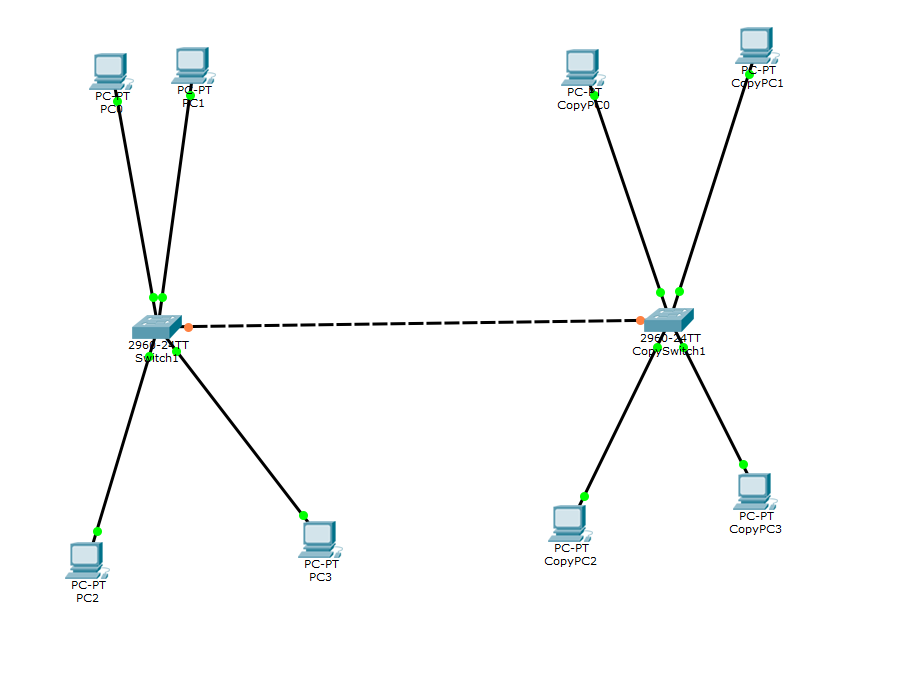 PC-PT
PC0
PC-PT
PC1
PC-PT
CopyPC0
PC-PT
CopyPC1
2960-24TT
Switch1
2960-24TT
CopySwitch1
PC-PT
PC2
PC-PT
PC3
PC-PT
CopyPC2
PC-PT
CopyPC3